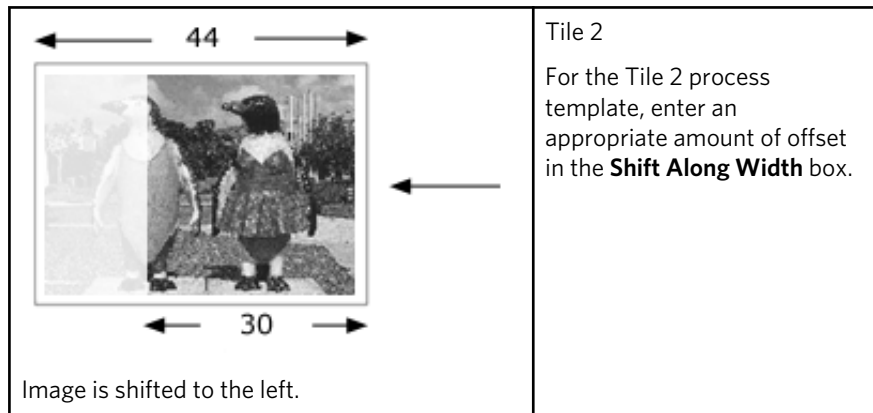 44
30
Image is shifted to the left.
Tile 2
For the Tile 2 process
template, enter an
appropriate amount of offset
in the Shift Along Width box.